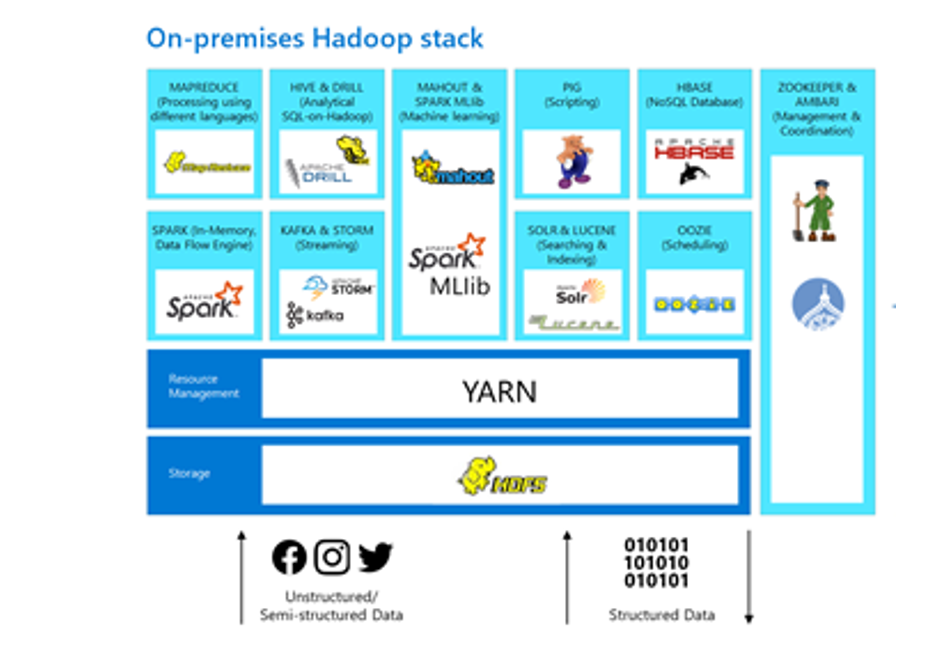 On-premises Hadoop stack
MAPREDUCE
(Processing using
different languages)
HIVE & DRILL
(Analytical
SQL-on-Hadoop)
APACHE
DRILL
MAHOUT &
SPARK MLlib
(Machine learning)
mahout
APACHE
Spark
MLlib
PIG
(Scripting)
HBASE
(NoSQL Database)
APACHE
HBASE
ZOOKEEPER &
AMBARI
(Management &
Coordination)
SPARK (In-Memory,
Data Flow Engine)
APACHE
Spark
KAFKA & STORM
(Streaming)
APACHE
STORM
kafka
SOLR & LUCENE
(Searching &
Indexing)
Solr
Lucene
OOZIE
(Scheduling)
OOZIE
Resource
Management
YARN
Storage
HDFS
Unstructured/
Semi-structured Data
010101
101010
010101
Structured Data